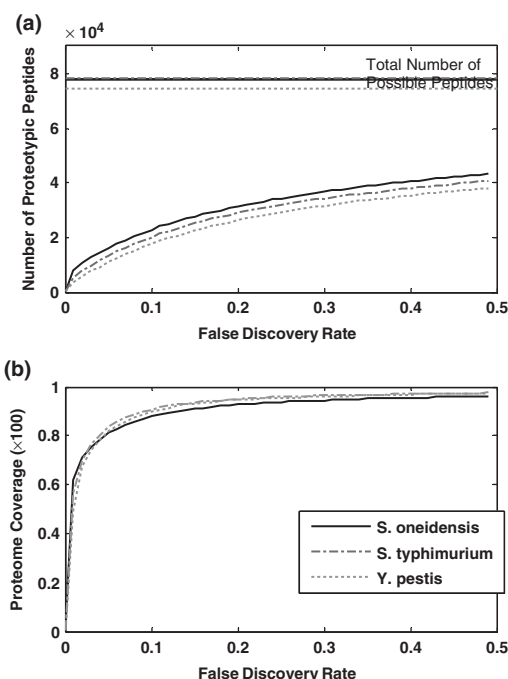 (a)
× 10⁴
10
8
6
4
2
0
Total Number of
Possible Peptides
Number of Proteotypic Peptides
0 0.1 0.2 0.3 0.4 0.5
False Discovery Rate
(b)
1
0.8
0.6
0.4
0.2
0
Proteome Coverage (×100)
S. oneidensis
S. typhimurium
Y. pestis
0 0.1 0.2 0.3 0.4 0.5
False Discovery Rate